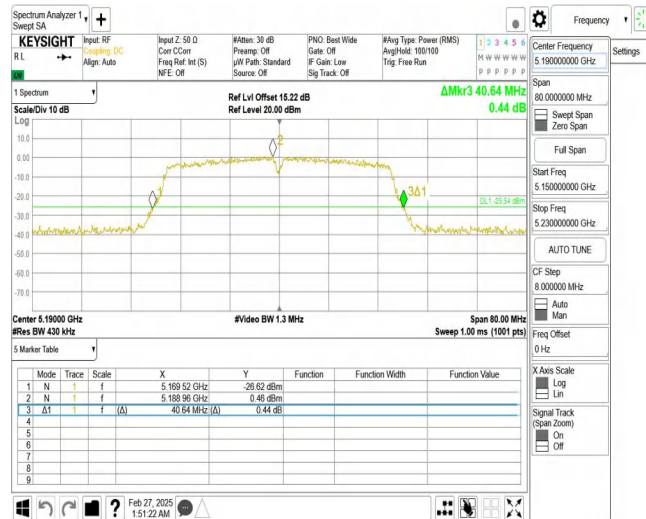 Spectrum Analyzer 1
Swept SA
Frequency
KEYSIGHT
RL
Input: RF
Coupling: DC
Align: Auto
Input Z: 50 Ω
Corr CCorr
Freq Ref: Int (S)
NFE: Off
#Atten: 30 dB
Preamp: Off
µW Path: Standard
Source: Off
PNO: Best Wide
Gate: Off
IF Gain: Low
Sig Track: Off
#Avg Type: Power (RMS)
Avg|Hold: 100/100
Trig: Free Run
1 2 3 4 5 6
M W W W W W
P P P P P P
Center Frequency
5.190000000 GHz
Settings
Span
80.0000000 MHz
Swept Span
Zero Span
Full Span
Start Freq
5.150000000 GHz
Stop Freq
5.230000000 GHz
AUTO TUNE
CF Step
8.000000 MHz
Auto
Man
Freq Offset
0 Hz
X Axis Scale
Log
Lin
Signal Track
(Span Zoom)
On
Off
1 Spectrum
Scale/Div 10 dB
Log
Ref Lvl Offset 15.22 dB
Ref Level 20.00 dBm
ΔMkr3 40.64 MHz
0.44 dB
10.0
0.00
-10.0
-20.0
-30.0
-40.0
-50.0
-60.0
-70.0
1
2
3Δ1
DL1 -25.54 dBm
Center 5.19000 GHz
#Res BW 430 kHz
#Video BW 1.3 MHz
Span 80.00 MHz
Sweep 1.00 ms (1001 pts)
5 Marker Table
Mode Trace Scale X Y Function Function Width Function Value
1 N 1 f 5.169 52 GHz -26.62 dBm
2 N 1 f 5.188 96 GHz 0.46 dBm
3 Δ1 1 f (Δ) 40.64 MHz (Δ) 0.44 dB
4
5
6
7
8
9
Feb 27, 2025
1:51:22 AM